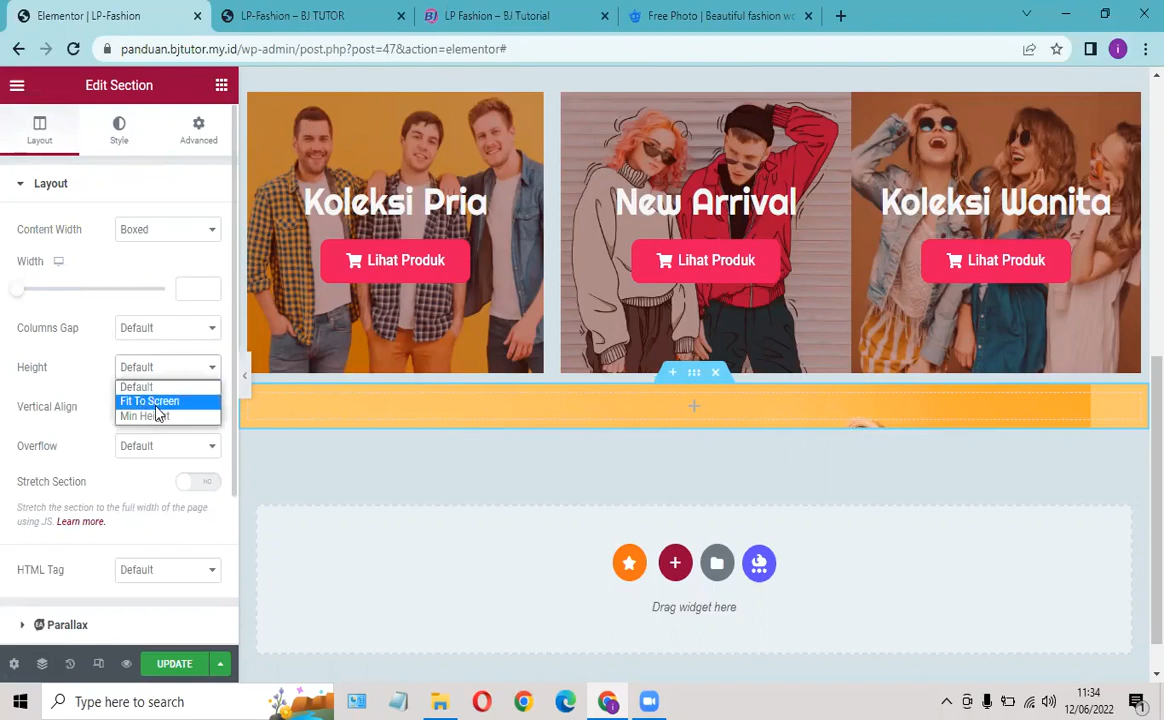 Elementor | LP-Fashion
LP-Fashion – BJ TUTOR
LP Fashion – BJ Tutorial
Free Photo | Beautiful fashion wo
panduan.bjtutor.my.id/wp-admin/post.php?post=47&action=elementor#
i
Edit Section
Layout
Style
Advanced
Layout
Content Width
Boxed
Width
Columns Gap
Default
Height
Default
Default
Fit To Screen
Min Height
Vertical Align
Overflow
Default
Stretch Section
NO
Stretch the section to the full width of the page
using JS. Learn more.
HTML Tag
Default
Parallax
UPDATE
Koleksi Pria
Lihat Produk
New Arrival
Lihat Produk
Koleksi Wanita
Lihat Produk
Drag widget here
Type here to search
11:34
12/06/2022
1